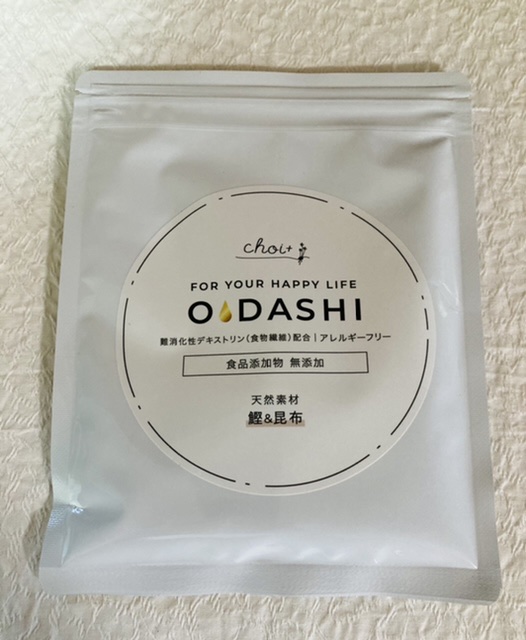 choi+
FOR YOUR HAPPY LIFE
O DASHI
難消化性デキストリン(食物繊維)配合 | アレルギーフリー
食品添加物 無添加
天然素材
鰹&昆布